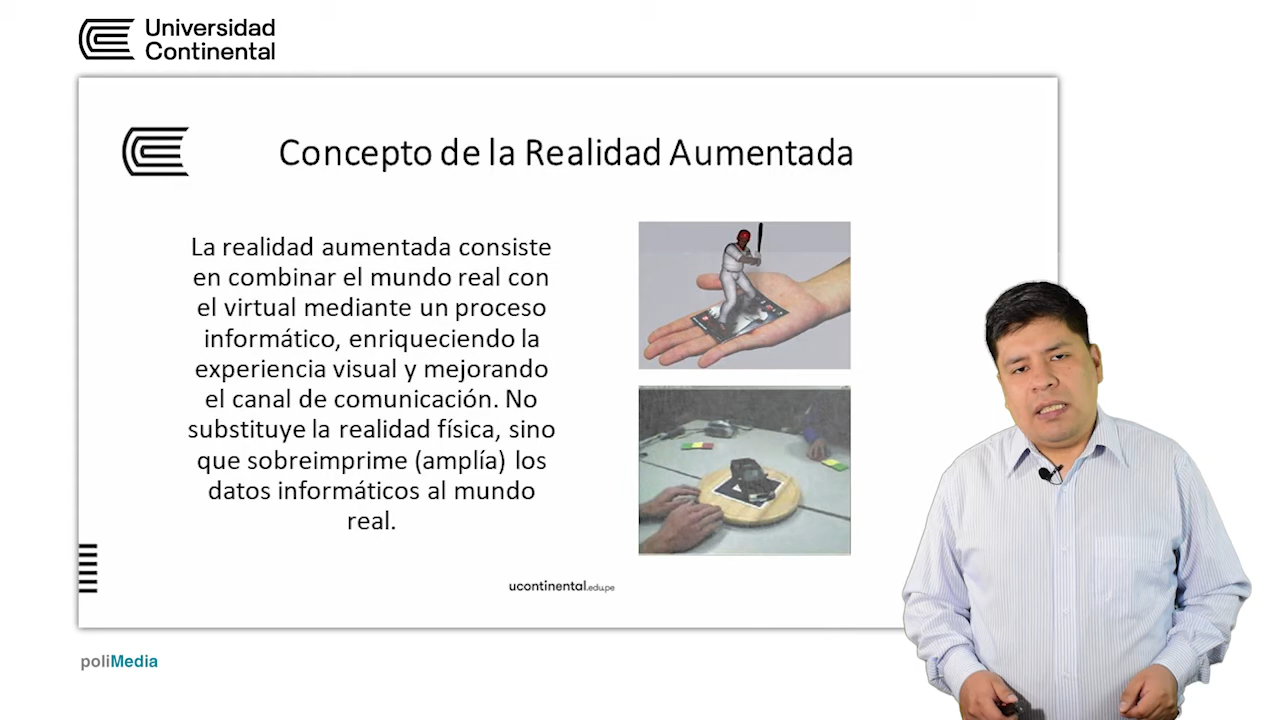 Universidad
Continental
Concepto de la Realidad Aumentada
La realidad aumentada consiste
en combinar el mundo real con
el virtual mediante un proceso
informático, enriqueciendo la
experiencia visual y mejorando
el canal de comunicación. No
substituye la realidad física, sino
que sobreimprime (amplía) los
datos informáticos al mundo
real.
ucontinental.edu.pe
poliMedia